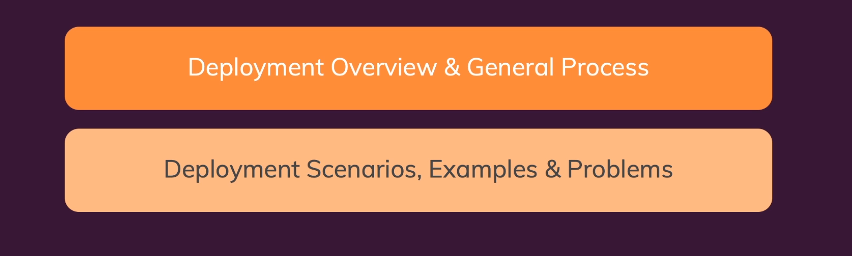 Deployment Overview & General Process
Deployment Scenarios, Examples & Problems